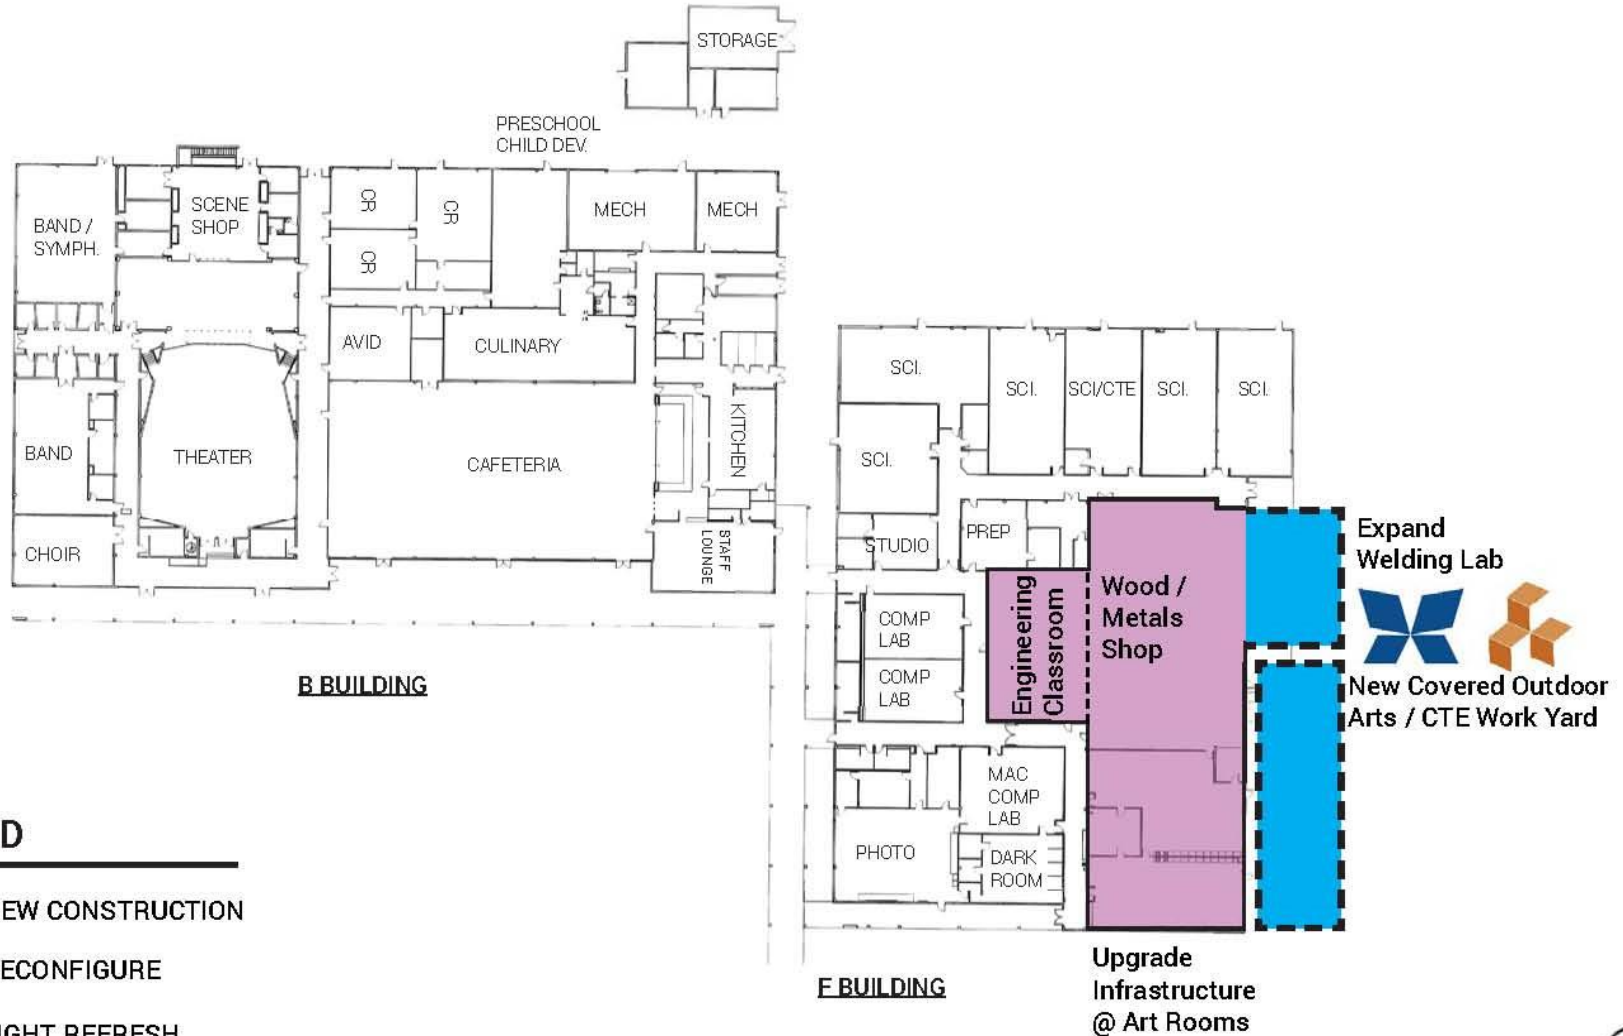 STORAGE
PRESCHOOL
CHILD DEV.
BAND /
SYMPH.
SCENE
SHOP
CR
CR
CR
MECH
MECH
AVID
CULINARY
BAND
THEATER
CAFETERIA
KITCHEN
CHOIR
STAFF
LOUNGE
B BUILDING
SCI.
SCI.
SCI/CTE
SCI.
SCI.
SCI.
STUDIO
PREP
COMP
LAB
COMP
LAB
Engineering
Classroom
Wood /
Metals
Shop
Expand
Welding Lab
New Covered Outdoor
Arts / CTE Work Yard
MAC
COMP
LAB
PHOTO
DARK
ROOM
F BUILDING
Upgrade
Infrastructure
@ Art Rooms
D
EW CONSTRUCTION
ECONFIGURE
IGHT REFRESH